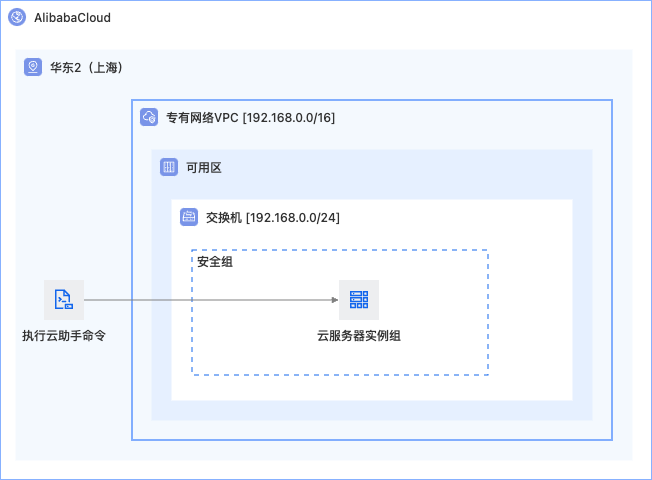 AlibabaCloud
华东2（上海）
专有网络VPC [192.168.0.0/16]
可用区
交换机 [192.168.0.0/24]
安全组
执行云助手命令
云服务器实例组